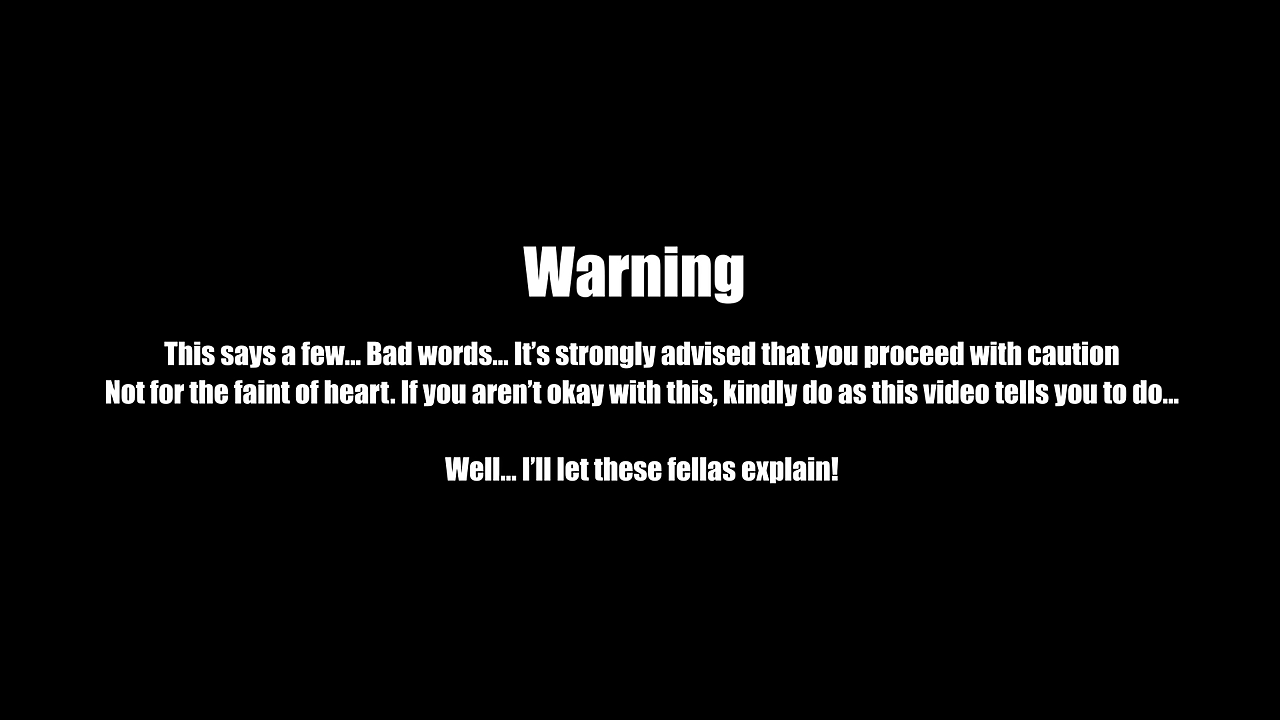 Warning
This says a few... Bad words... It's strongly advised that you proceed with caution
Not for the faint of heart. If you aren't okay with this, kindly do as this video tells you to do...
Well... I'll let these fellas explain!